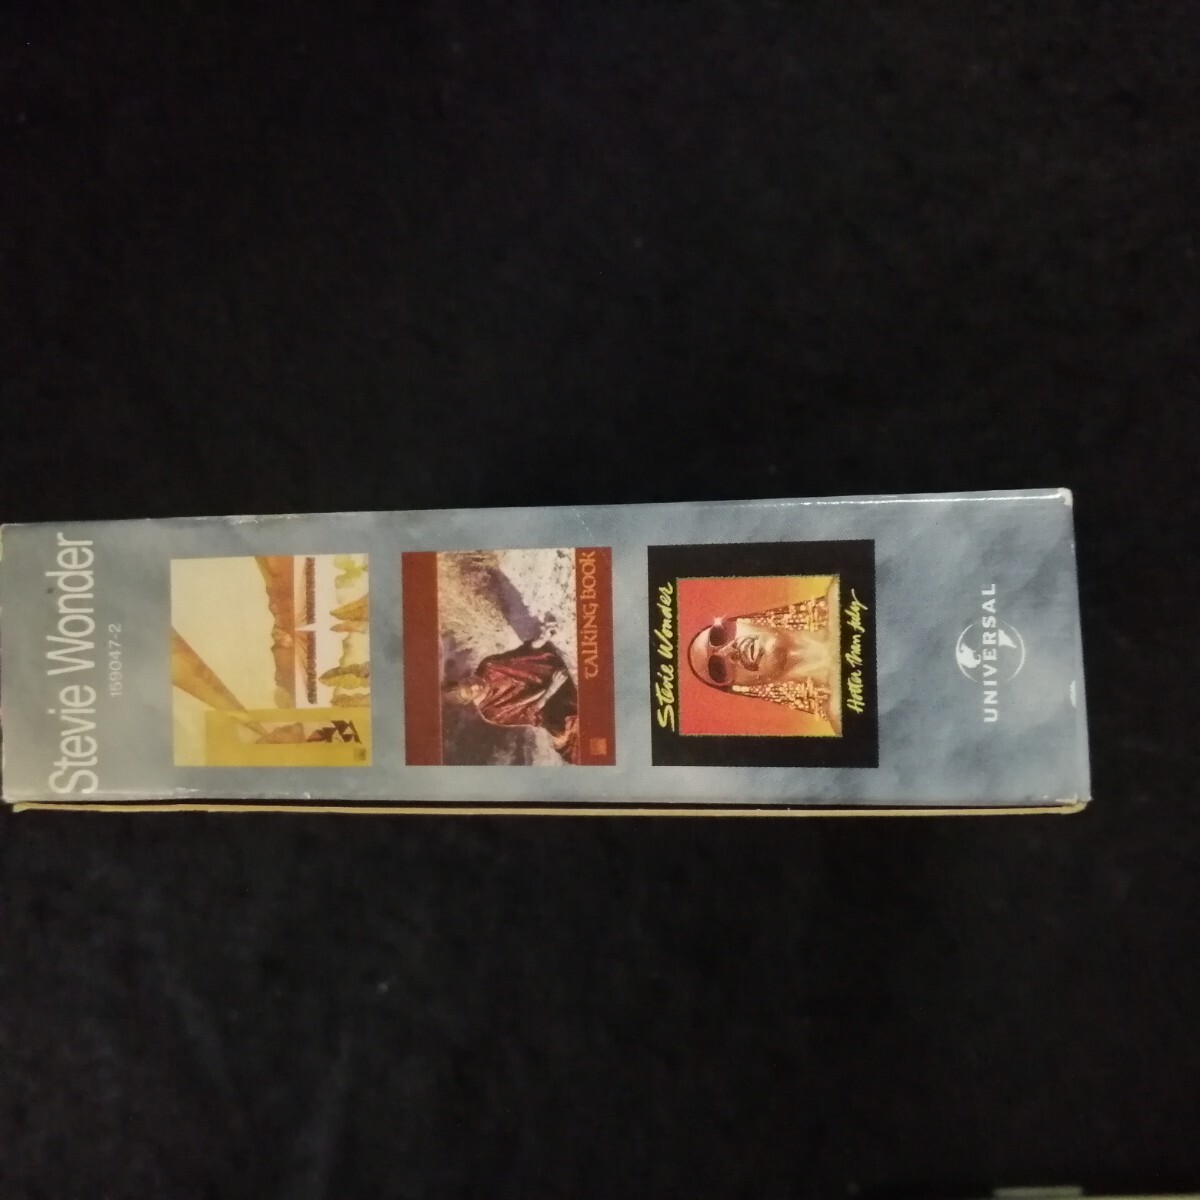 Stevie Wonder
159047-2
TALKING BOOK
Stevie Wonder
Hotter Than July
UNIVERSAL